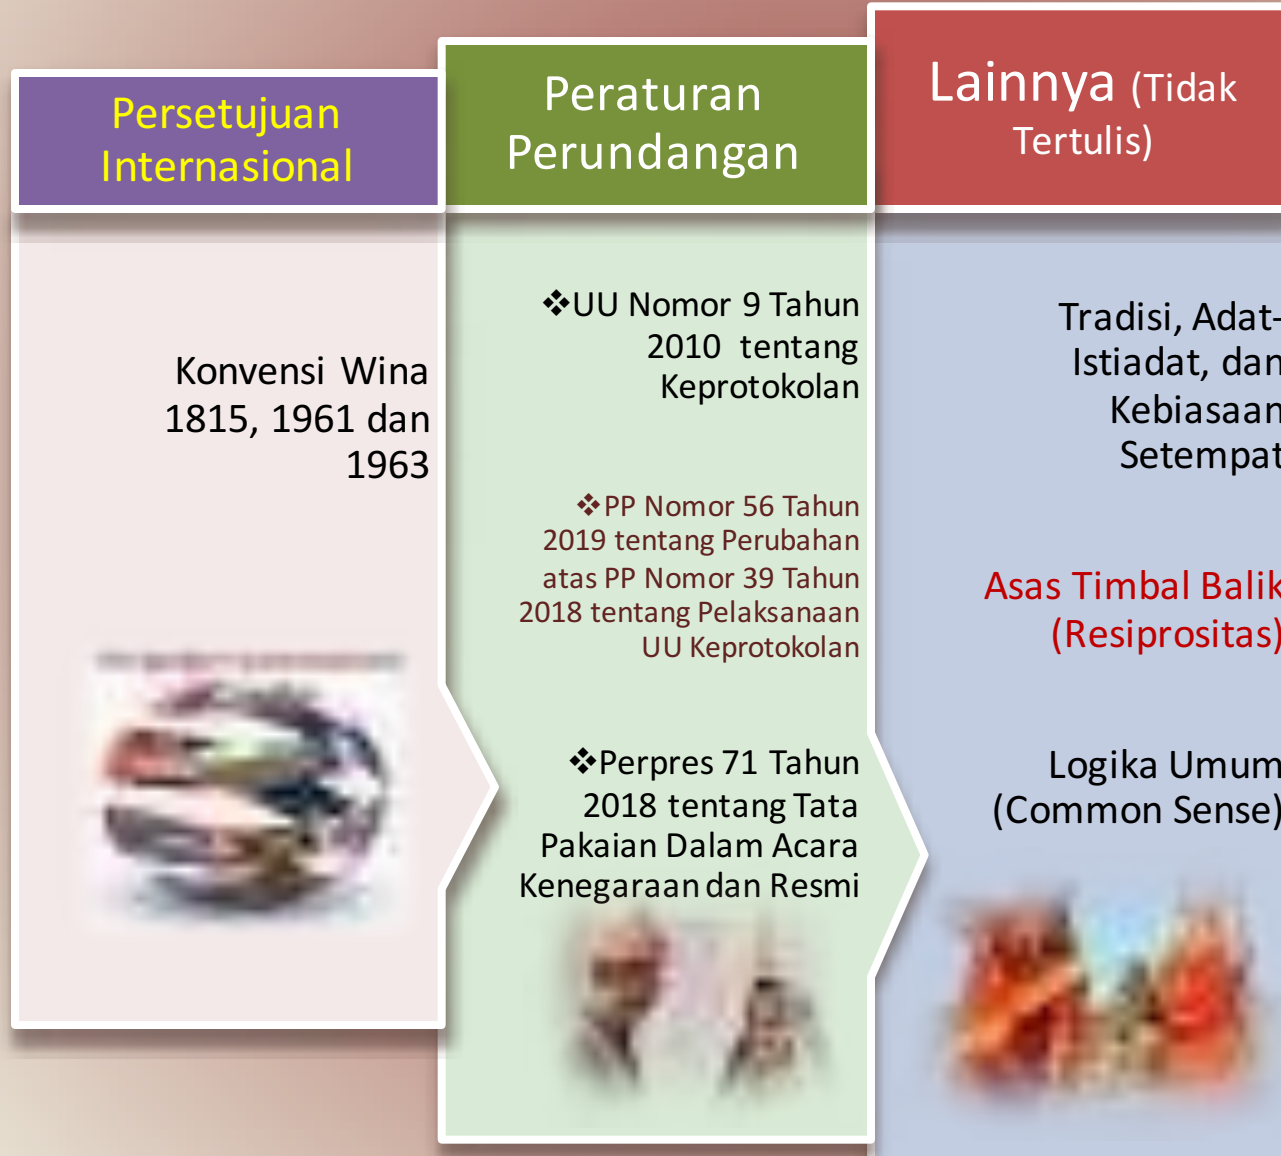 Persetujuan
Internasional
Konvensi Wina
1815, 1961 dan
1963
Peraturan
Perundangan
❖UU Nomor 9 Tahun
2010 tentang
Keprotokolan
❖PP Nomor 56 Tahun
2019 tentang Perubahan
atas PP Nomor 39 Tahun
2018 tentang Pelaksanaan
UU Keprotokolan
❖Perpres 71 Tahun
2018 tentang Tata
Pakaian Dalam Acara
Kenegaraan dan Resmi
Lainnya (Tidak
Tertulis)
Tradisi, Adat-
Istiadat, dan
Kebiasaan
Setempat
Asas Timbal Balik
(Resiprositas)
Logika Umum
(Common Sense)